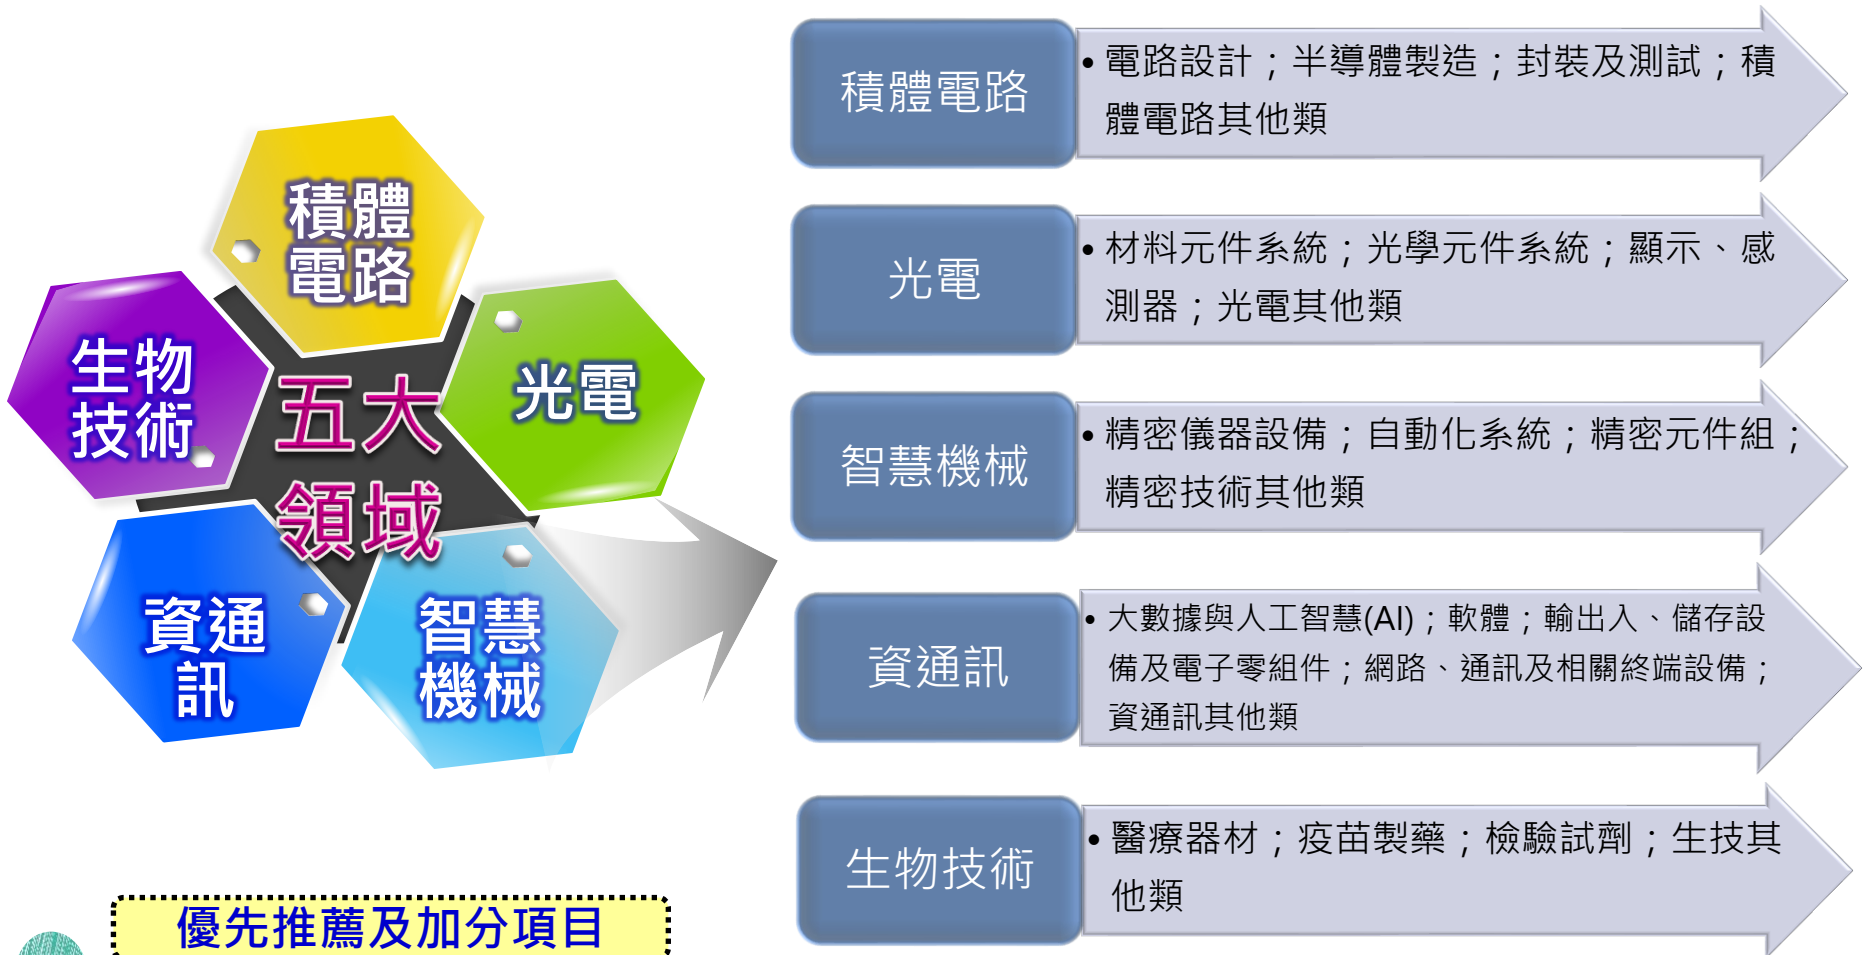 積體
電路
光電
生物
技術
五大
領域
資通
訊
智慧
機械
優先推薦及加分項目
積體電路
• 電路設計；半導體製造；封裝及測試；積
體電路其他類
光電
• 材料元件系統；光學元件系統；顯示、感
測器；光電其他類
智慧機械
• 精密儀器設備；自動化系統；精密元件組；
精密技術其他類
資通訊
• 大數據與人工智慧(AI)；軟體；輸出入、儲存設
備及電子零組件；網路、通訊及相關終端設備；
資通訊其他類
生物技術
• 醫療器材；疫苗製藥；檢驗試劑；生技其
他類